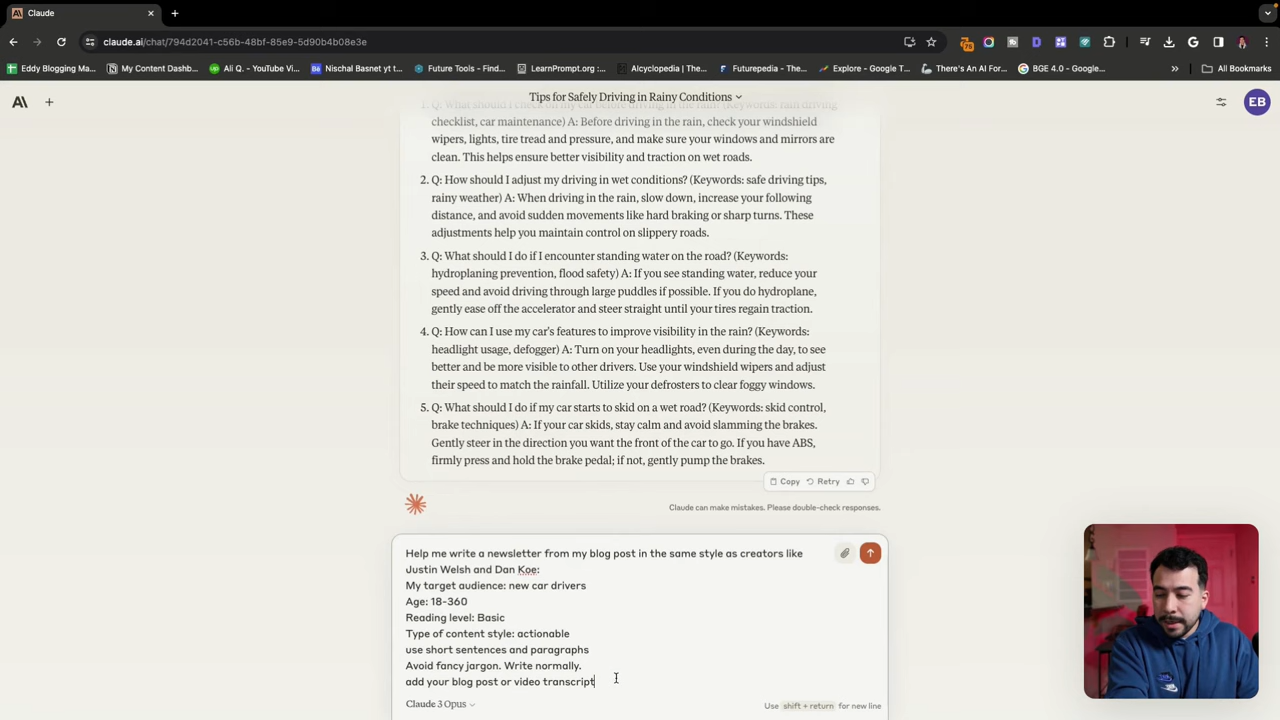 Claude
claude.ai/chat/794d2041-c56b-48bf-85e9-5d90b4b08e3e
Eddy Blogging Ma...
My Content Dashb...
Ali Q. - YouTube Vi...
Nischal Basnet yt t...
Future Tools - Find...
LearnPrompt.org:...
AIcyclopedia | The...
Futurepedia - The...
Explore - Google T...
There's An AI For...
BGE 4.0 - Googl...
All Bookmarks
Tips for Safely Driving in Rainy Conditions
EB
1. Q: What should I check on my car before driving in the rain? (Keywords: rain driving
checklist, car maintenance) A: Before driving in the rain, check your windshield
wipers, lights, tire tread and pressure, and make sure your windows and mirrors are
clean. This helps ensure better visibility and traction on wet roads.
2. Q: How should I adjust my driving in wet conditions? (Keywords: safe driving tips,
rainy weather) A: When driving in the rain, slow down, increase your following
distance, and avoid sudden movements like hard braking or sharp turns. These
adjustments help you maintain control on slippery roads.
3. Q: What should I do if I encounter standing water on the road? (Keywords:
hydroplaning prevention, flood safety) A: If you see standing water, reduce your
speed and avoid driving through large puddles if possible. If you do hydroplane,
gently ease off the accelerator and steer straight until your tires regain traction.
4. Q: How can I use my car's features to improve visibility in the rain? (Keywords:
headlight usage, defogger) A: Turn on your headlights, even during the day, to see
better and be more visible to other drivers. Use your windshield wipers and adjust
their speed to match the rainfall. Utilize your defrosters to clear foggy windows.
5. Q: What should I do if my car starts to skid on a wet road? (Keywords: skid control,
brake techniques) A: If your car skids, stay calm and avoid slamming the brakes.
Gently steer in the direction you want the front of the car to go. If you have ABS,
firmly press and hold the brake pedal; if not, gently pump the brakes.
Copy Retry
Claude can make mistakes. Please double-check responses.
Help me write a newsletter from my blog post in the same style as creators like
Justin Welsh and Dan Koe:
My target audience: new car drivers
Age: 18-360
Reading level: Basic
Type of content style: actionable
use short sentences and paragraphs
Avoid fancy jargon. Write normally.
add your blog post or video transcript
Claude 3 Opus
Use shift + return for new line